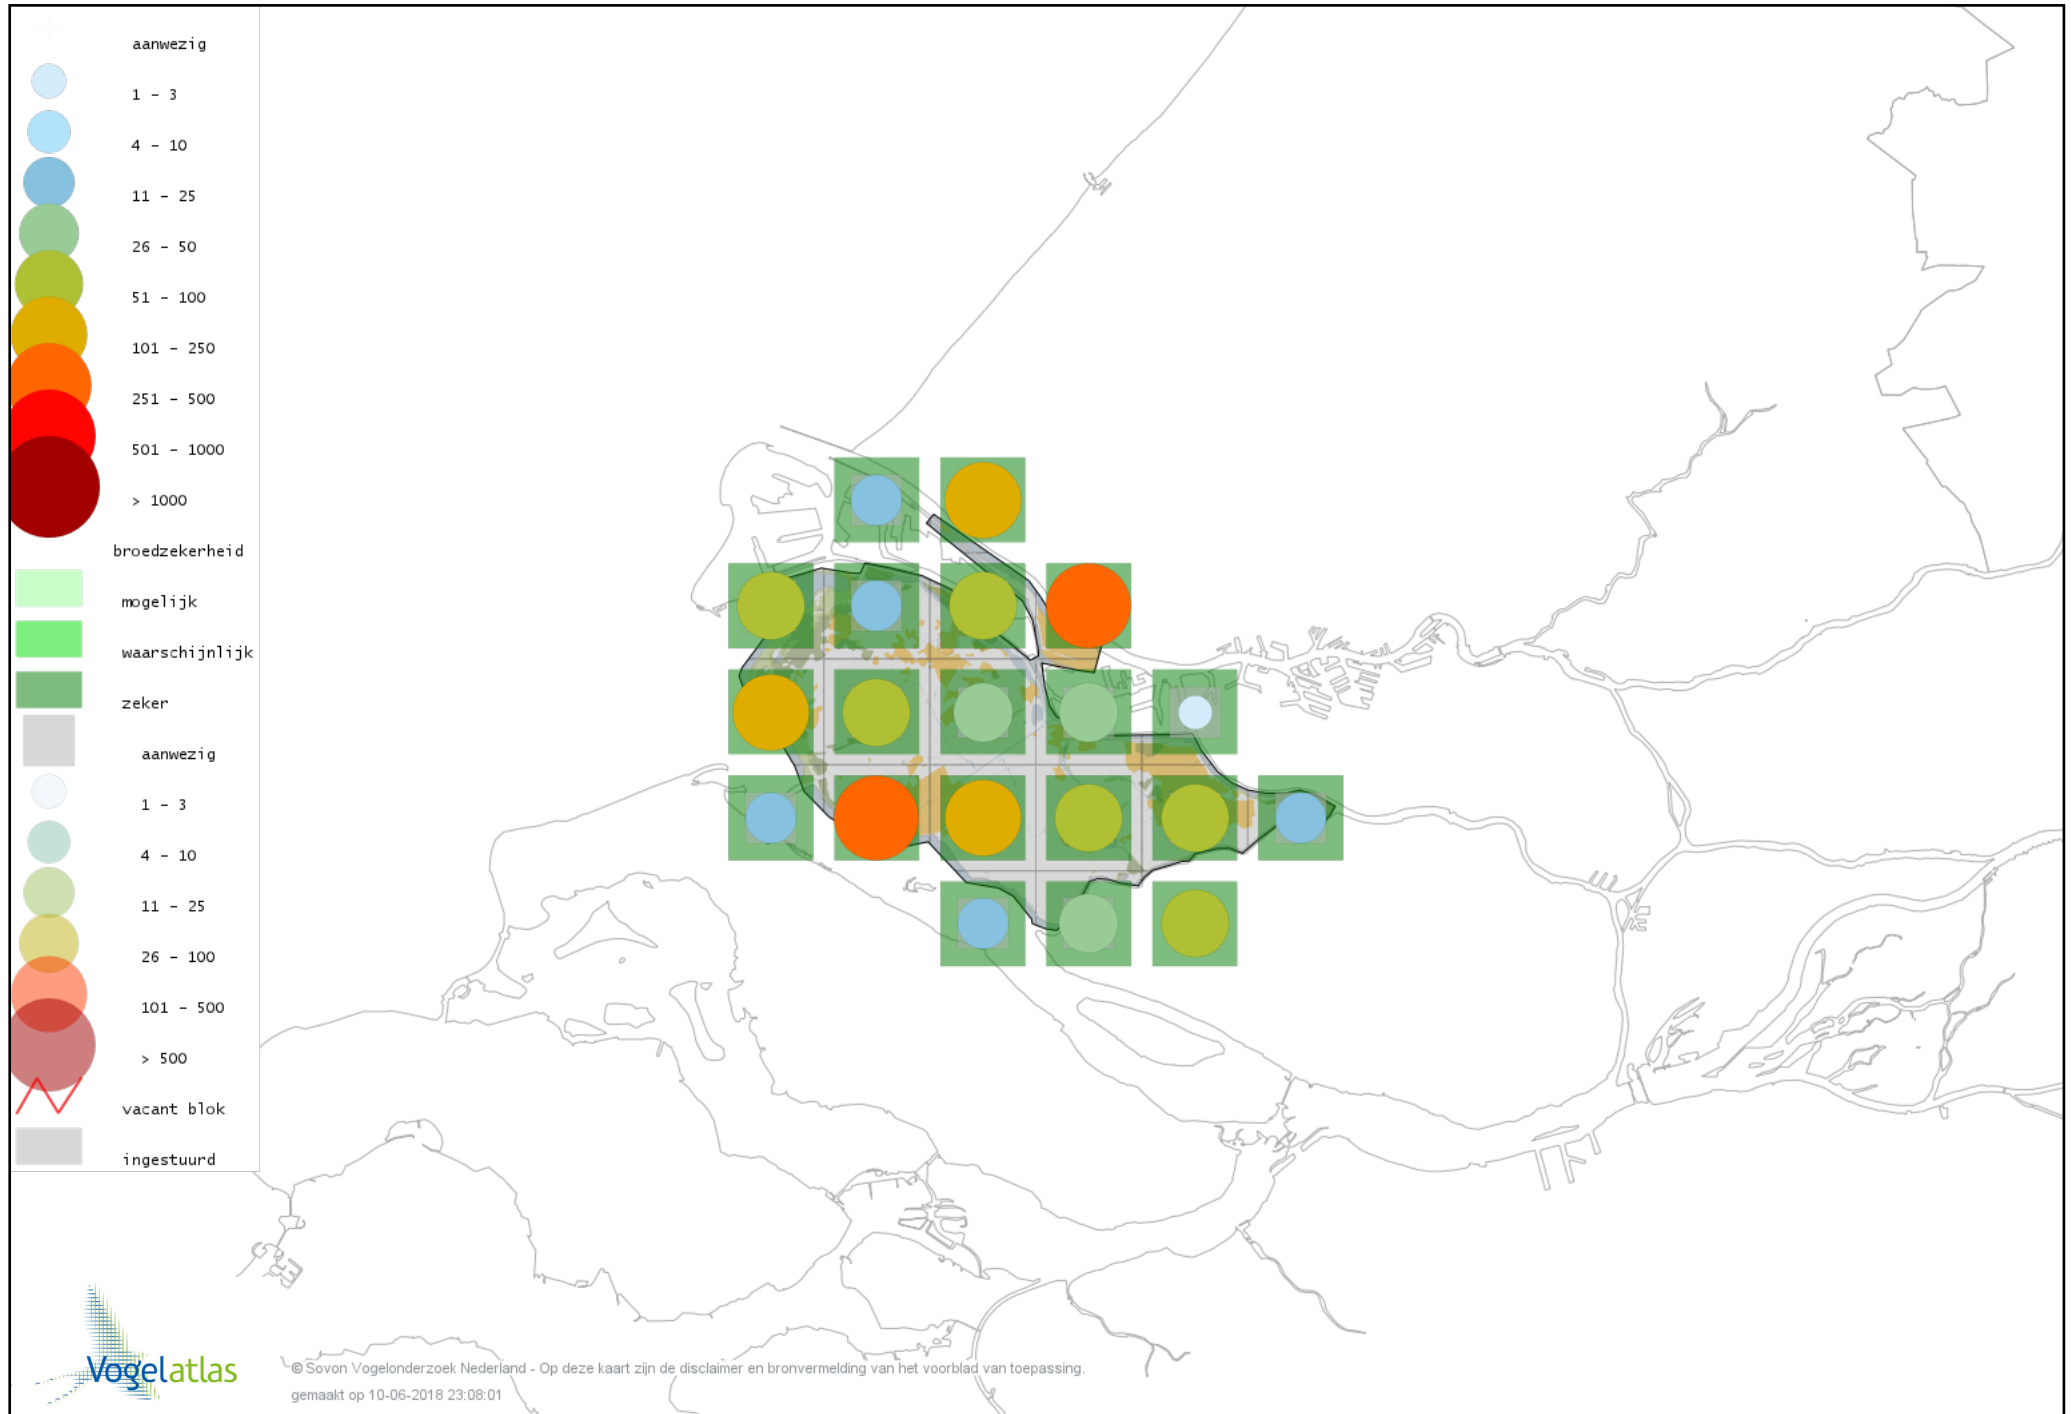 aanwezig
1 - 3
4 - 10
11 - 25
26 - 50
51 - 100
101 - 250
251 - 500
501 - 1000
> 1000
broedzekerheid
mogelijk
waarschijnlijk
zeker
aanwezig
1 - 3
4 - 10
11 - 25
26 - 100
101 - 500
> 500
vacant blok
ingestuurd
Vogelatlas
© Sovon Vogelonderzoek Nederland - Op deze kaart zijn de disclaimer en bronvermelding van het voorblad van toepassing.
gemaakt op 10-06-2018 23:08:01